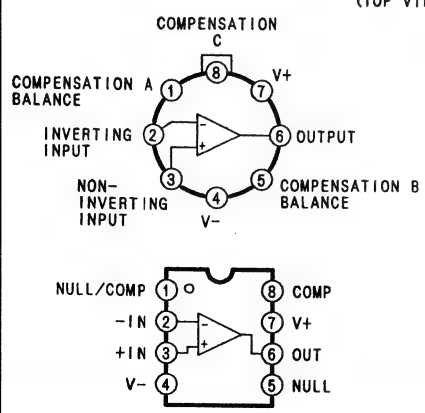 (TOP VI
COMPENSATION
C
8
COMPENSATION A
BALANCE
1
7
V+
INVERTING
INPUT
2
-
+
6
OUTPUT
NON-
INVERTING
INPUT
3
4
V-
5
COMPENSATION B
BALANCE
NULL/COMP 1 8 COMP
-IN 2 - 7 V+
+IN 3 + 6 OUT
V- 4 5 NULL